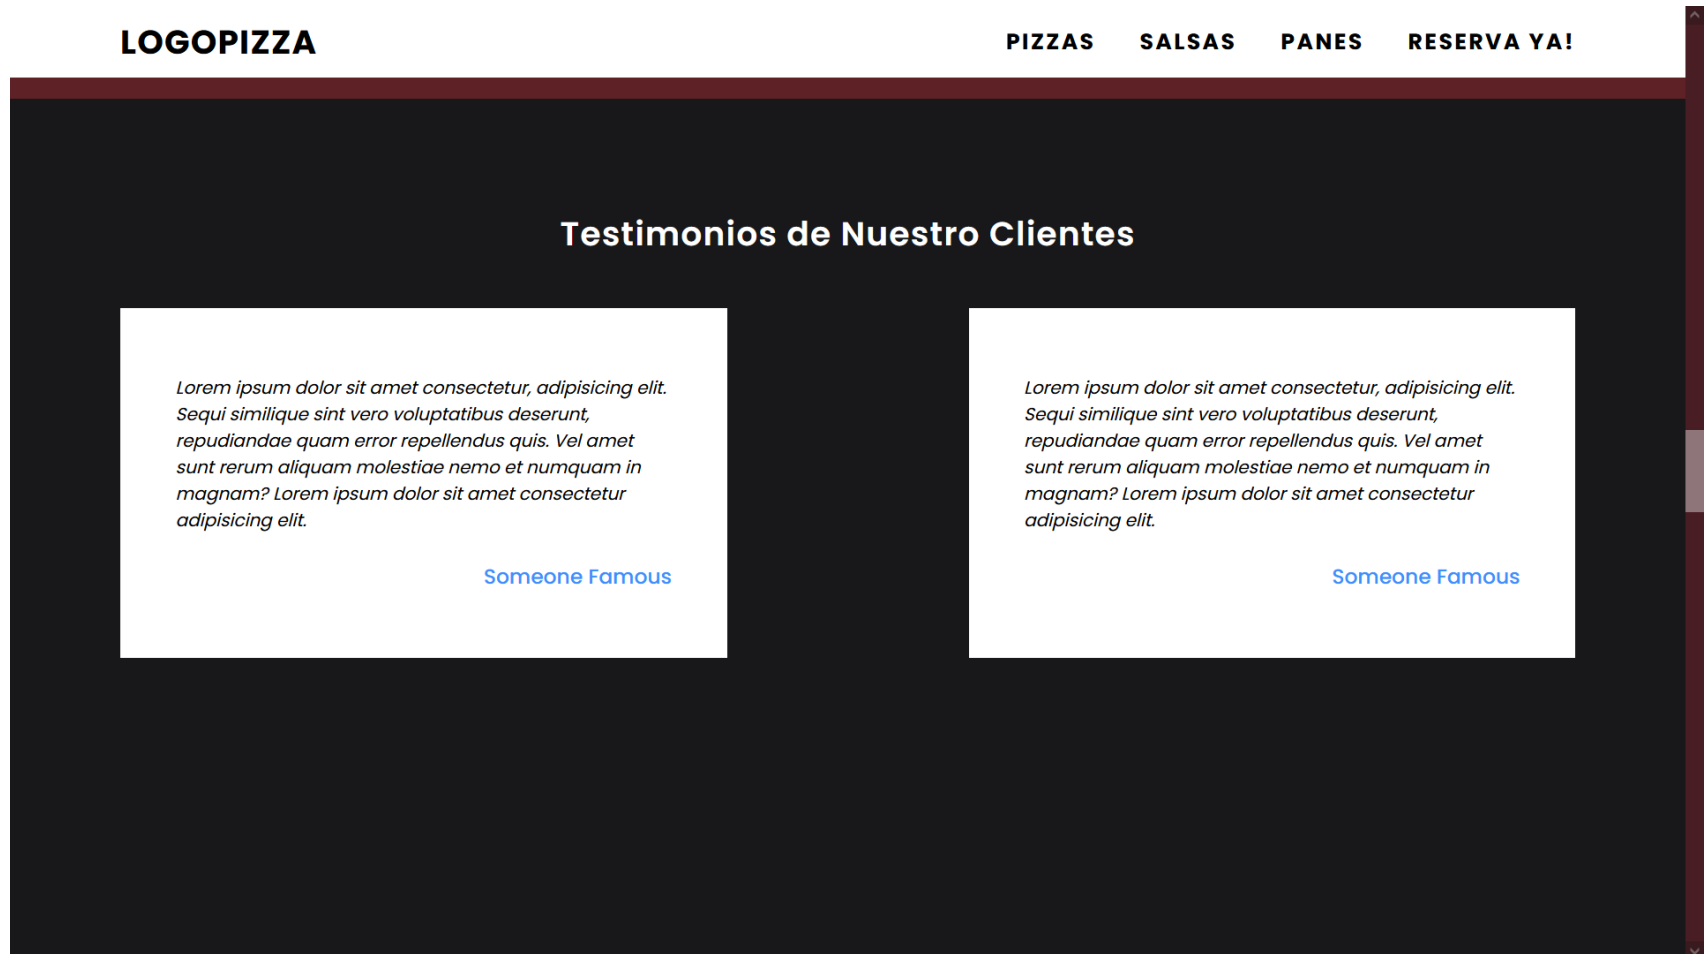 LOGOPIZZA
PIZZAS SALSAS PANES RESERVA YA!
Testimonios de Nuestro Clientes
Lorem ipsum dolor sit amet consectetur, adipisicing elit.
Sequi similique sint vero voluptatibus deserunt,
repudiandae quam error repellendus quis. Vel amet
sunt rerum aliquam molestiae nemo et numquam in
magnam? Lorem ipsum dolor sit amet consectetur
adipisicing elit.
Someone Famous
Lorem ipsum dolor sit amet consectetur, adipisicing elit.
Sequi similique sint vero voluptatibus deserunt,
repudiandae quam error repellendus quis. Vel amet
sunt rerum aliquam molestiae nemo et numquam in
magnam? Lorem ipsum dolor sit amet consectetur
adipisicing elit.
Someone Famous